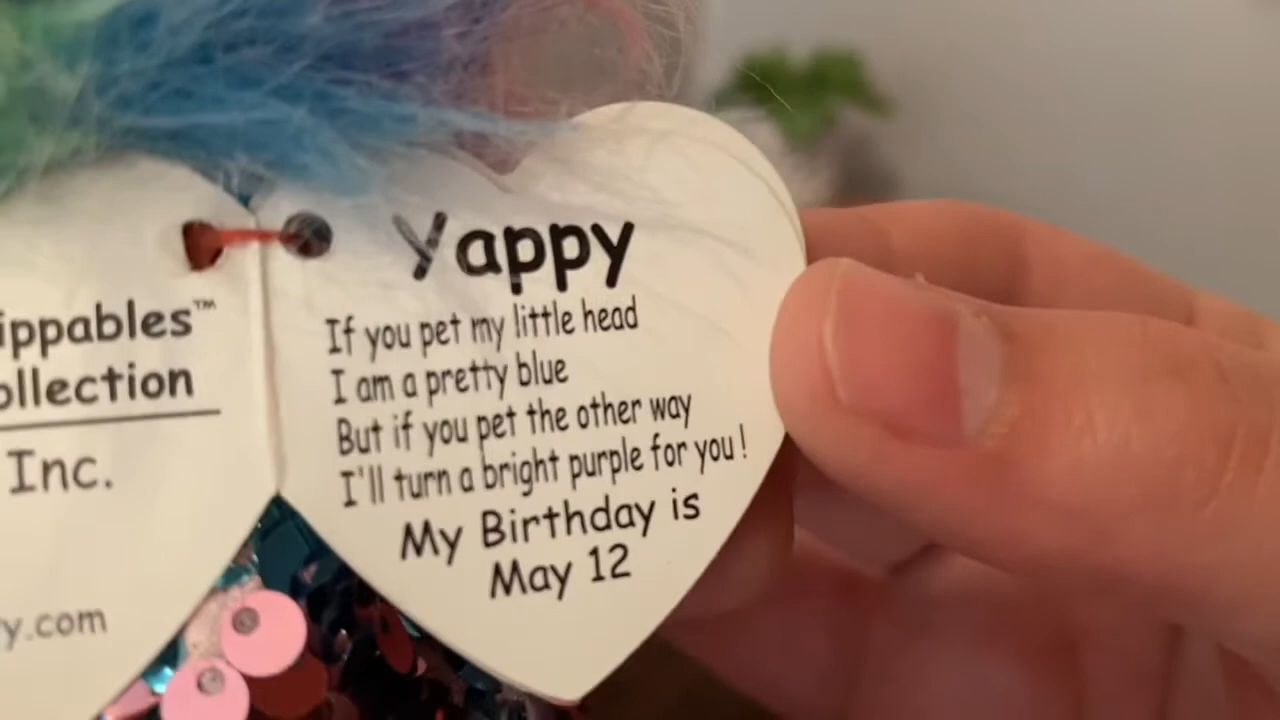 ippables™
ollection
Inc.
y.com
Yappy
If you pet my little head
I am a pretty blue
But if you pet the other way
I'll turn a bright purple for you!
My Birthday is
May 12